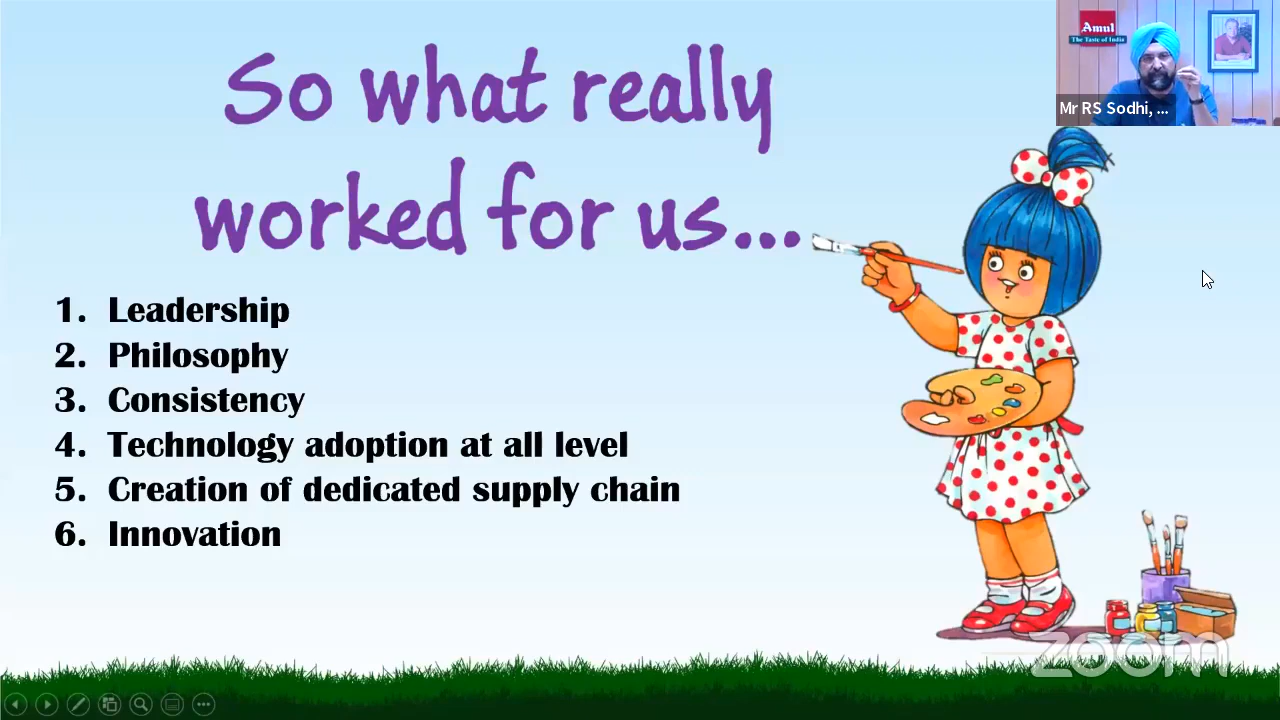 Amul
The Taste of India
Mr RS Sodhi, ...
So what really
worked for us...
1. Leadership
2. Philosophy
3. Consistency
4. Technology adoption at all level
5. Creation of dedicated supply chain
6. Innovation
zoom